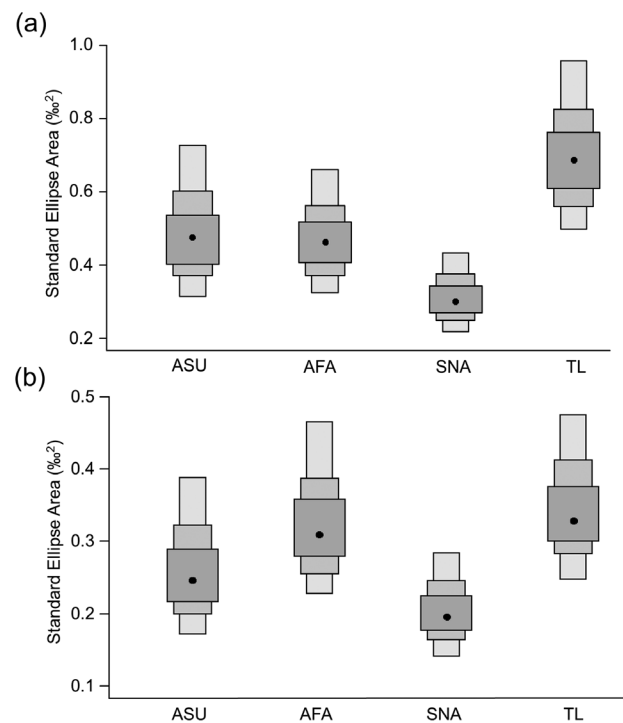 (a)
Standard Ellipse Area (‰²)
1.0
0.8
0.6
0.4
0.2
ASU AFA SNA TL
(b)
Standard Ellipse Area (‰²)
0.5
0.4
0.3
0.2
0.1
ASU AFA SNA TL